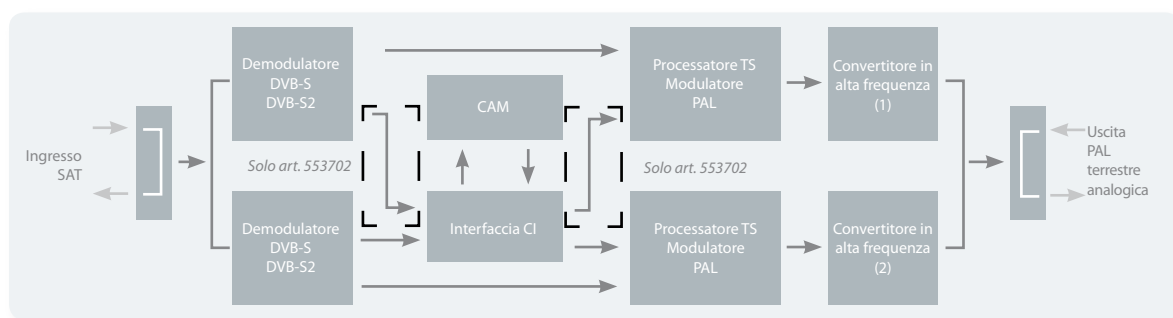 Ingresso
SAT
Demodulatore
DVB-S
DVB-S2
Solo art. 553702
Demodulatore
DVB-S
DVB-S2
CAM
Interfaccia CI
Processatore TS
Modulatore
PAL
Solo art. 553702
Processatore TS
Modulatore
PAL
Convertitore in
alta frequenza
(1)
Convertitore in
alta frequenza
(2)
Uscita
PAL
terrestre
analogica